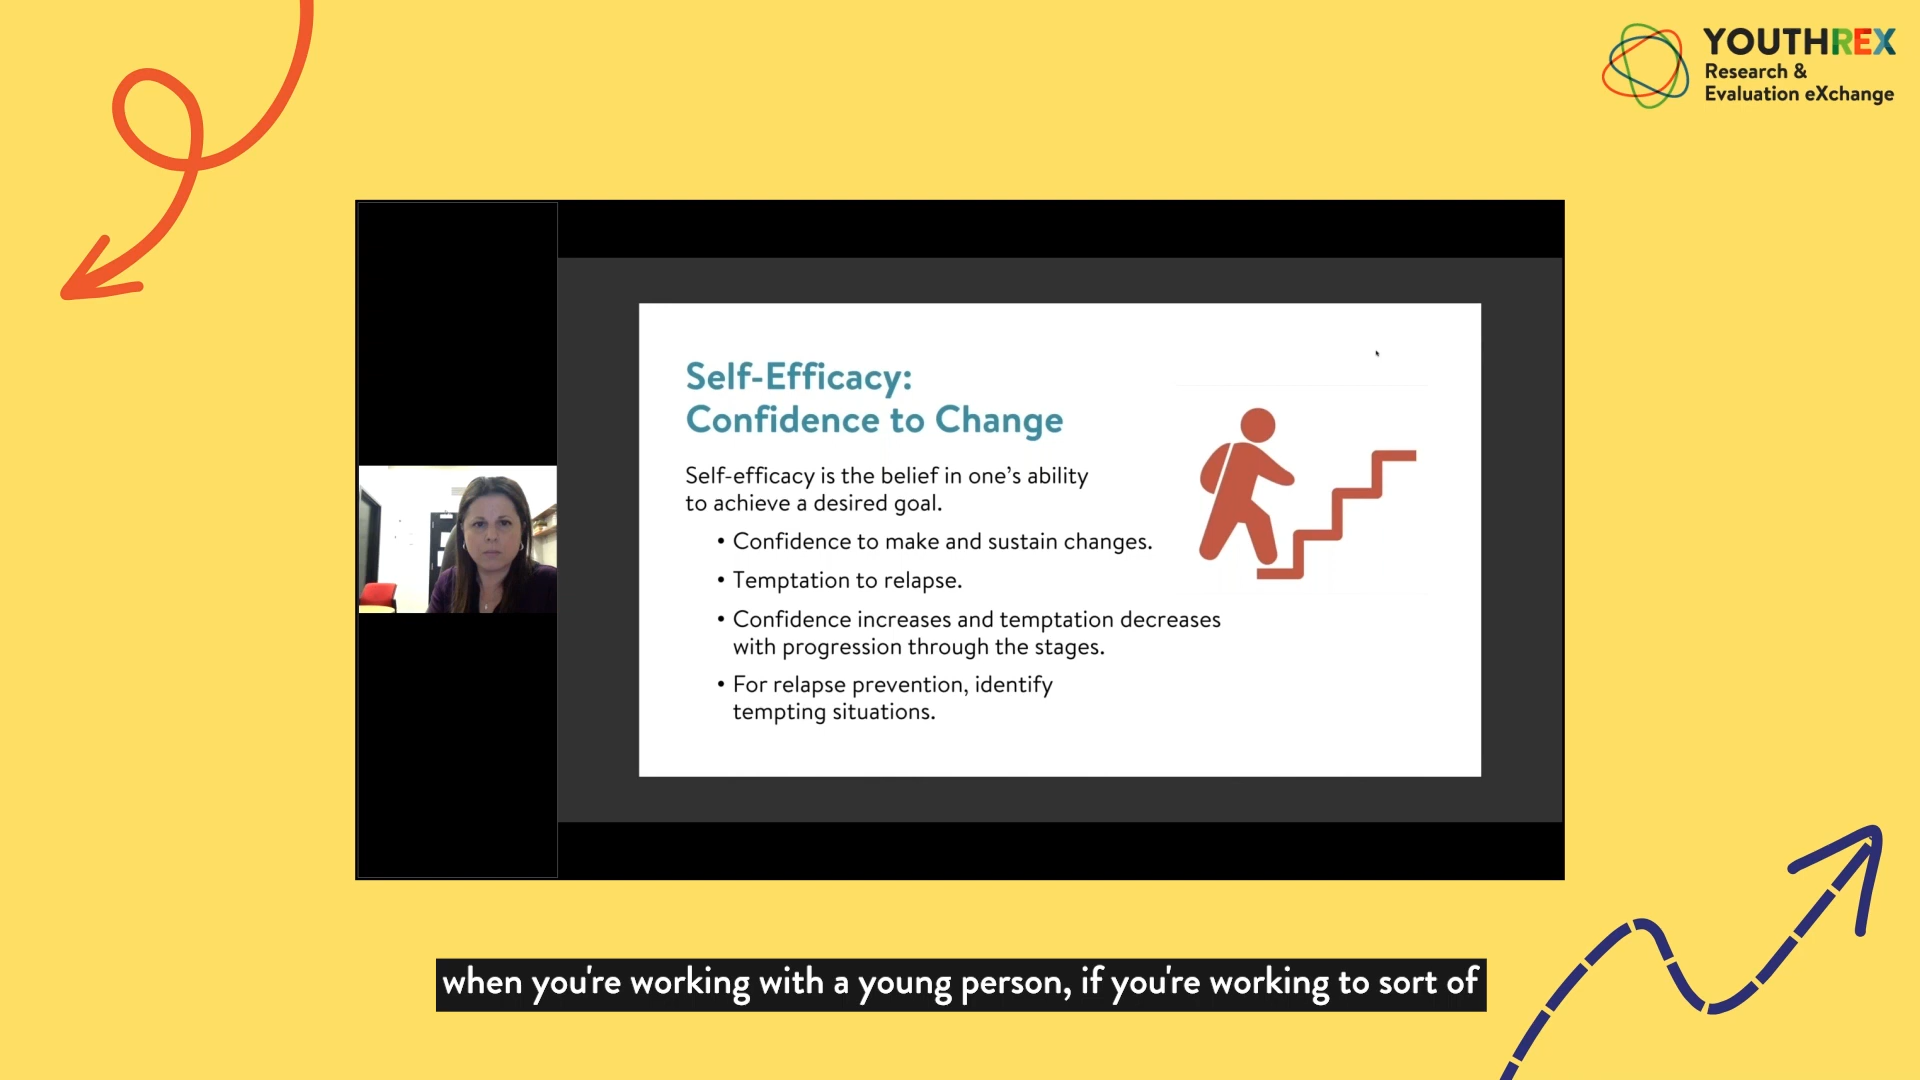 YOUTHREX
Research &
Evaluation eXchange
Self-Efficacy:
Confidence to Change
Self-efficacy is the belief in one's ability
to achieve a desired goal.
• Confidence to make and sustain changes.
• Temptation to relapse.
• Confidence increases and temptation decreases
with progression through the stages.
• For relapse prevention, identify
tempting situations.
when you're working with a young person, if you're working to sort of